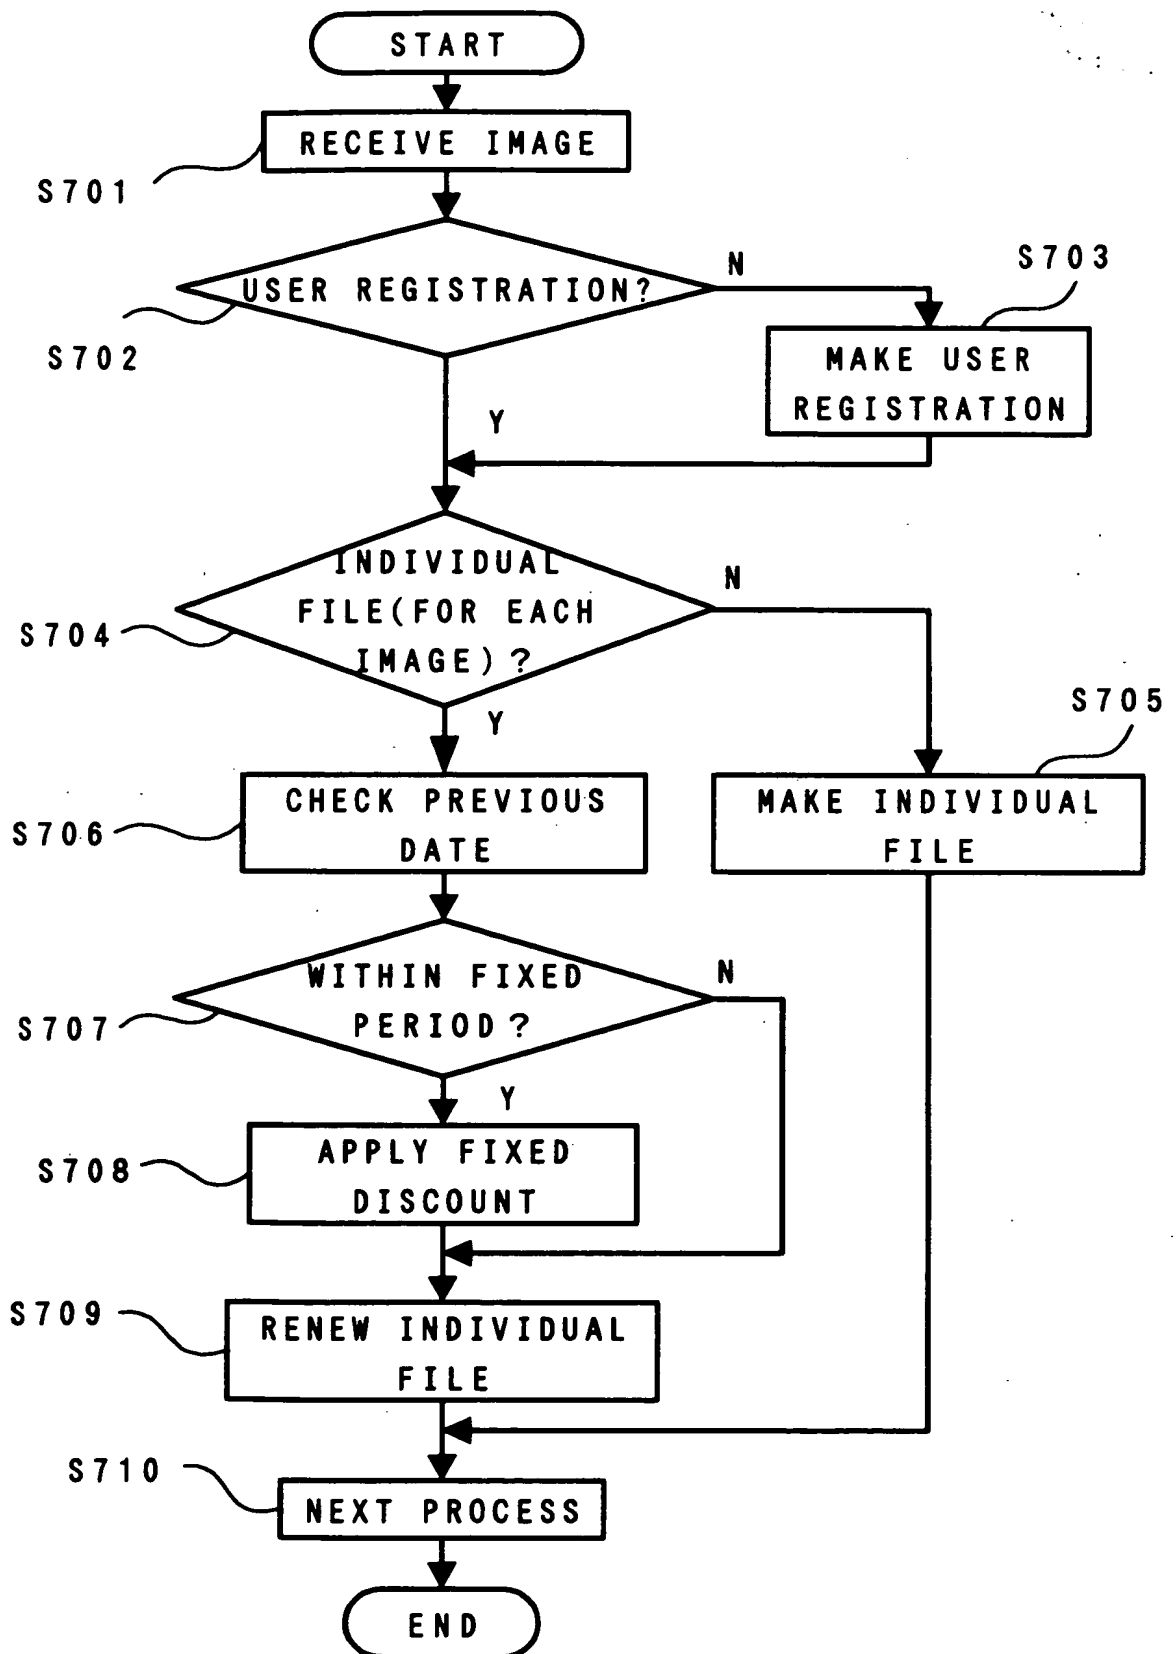 START
RECEIVE IMAGE
S701
USER REGISTRATION?
N
S702
S703
MAKE USER
REGISTRATION
Y
INDIVIDUAL
FILE(FOR EACH
IMAGE)?
N
S704
Y
S705
MAKE INDIVIDUAL
FILE
CHECK PREVIOUS
DATE
S706
WITHIN FIXED
PERIOD?
N
S707
Y
APPLY FIXED
DISCOUNT
S708
S709
RENEW INDIVIDUAL
FILE
S710
NEXT PROCESS
END